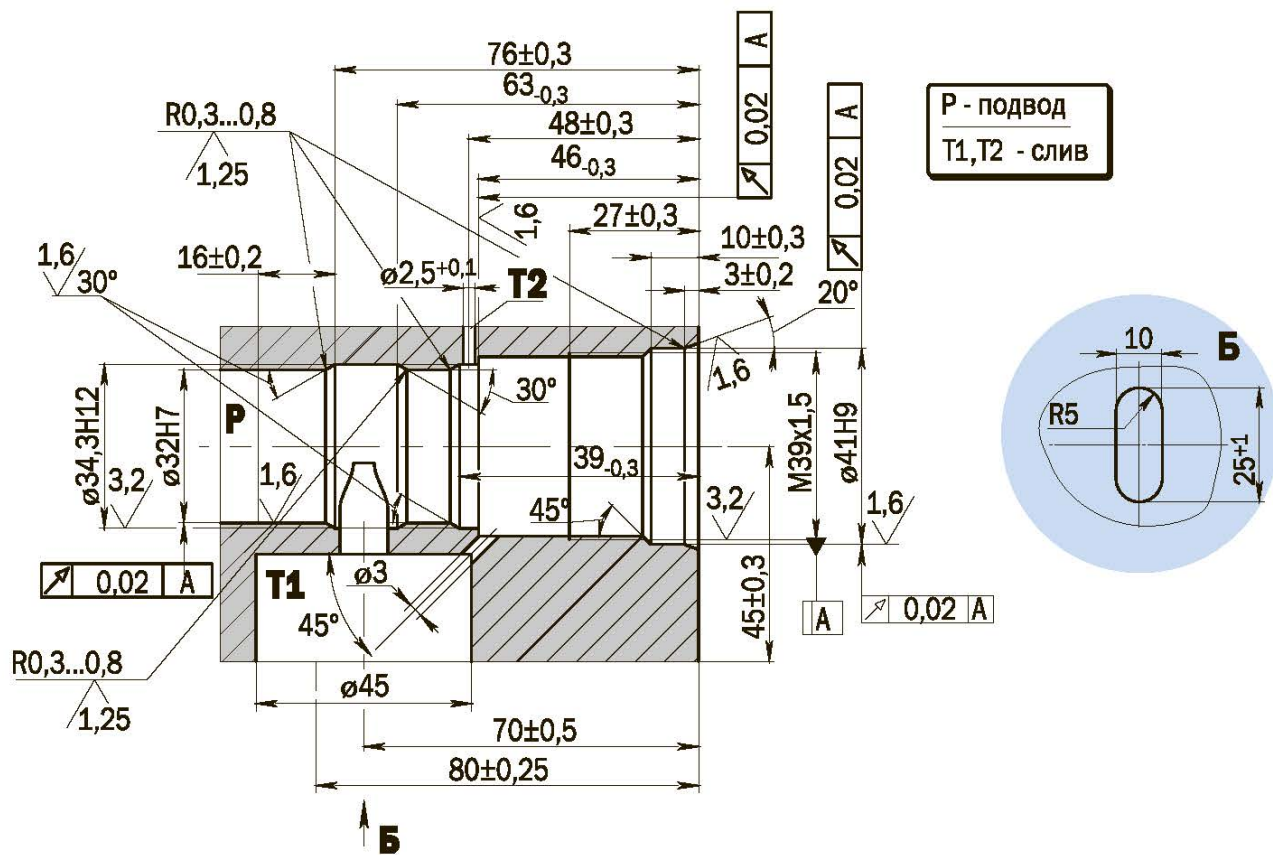 76±0,3
63-0,3
48±0,3
46-0,3
27±0,3
10±0,3
3±0,2
20°
0,02 A
0,02 A
P - подвод
T1,T2 - слив
R0,3...0,8
1,25
1,6
1,6
30°
16±0,2
ø2,5+0,1
T2
1,6
30°
ø34,3H12
ø32H7
P
3,2
1,6
39-0,3
45°
3,2
M39x1,5
ø41H9
1,6
0,02 A
T1
ø3
45°
45±0,3
A
0,02 A
R0,3...0,8
1,25
ø45
70±0,5
80±0,25
Б
10
Б
R5
25+1